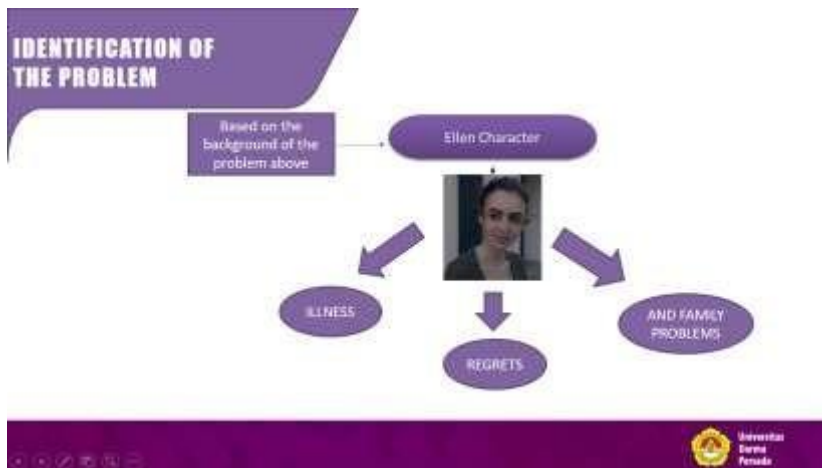 IDENTIFICATION OF
THE PROBLEM
Based on the
background of the
problem above
Ellen Character
ILLNESS
REGRETS
AND FAMILY
PROBLEMS
Universitas
Darma
Persada